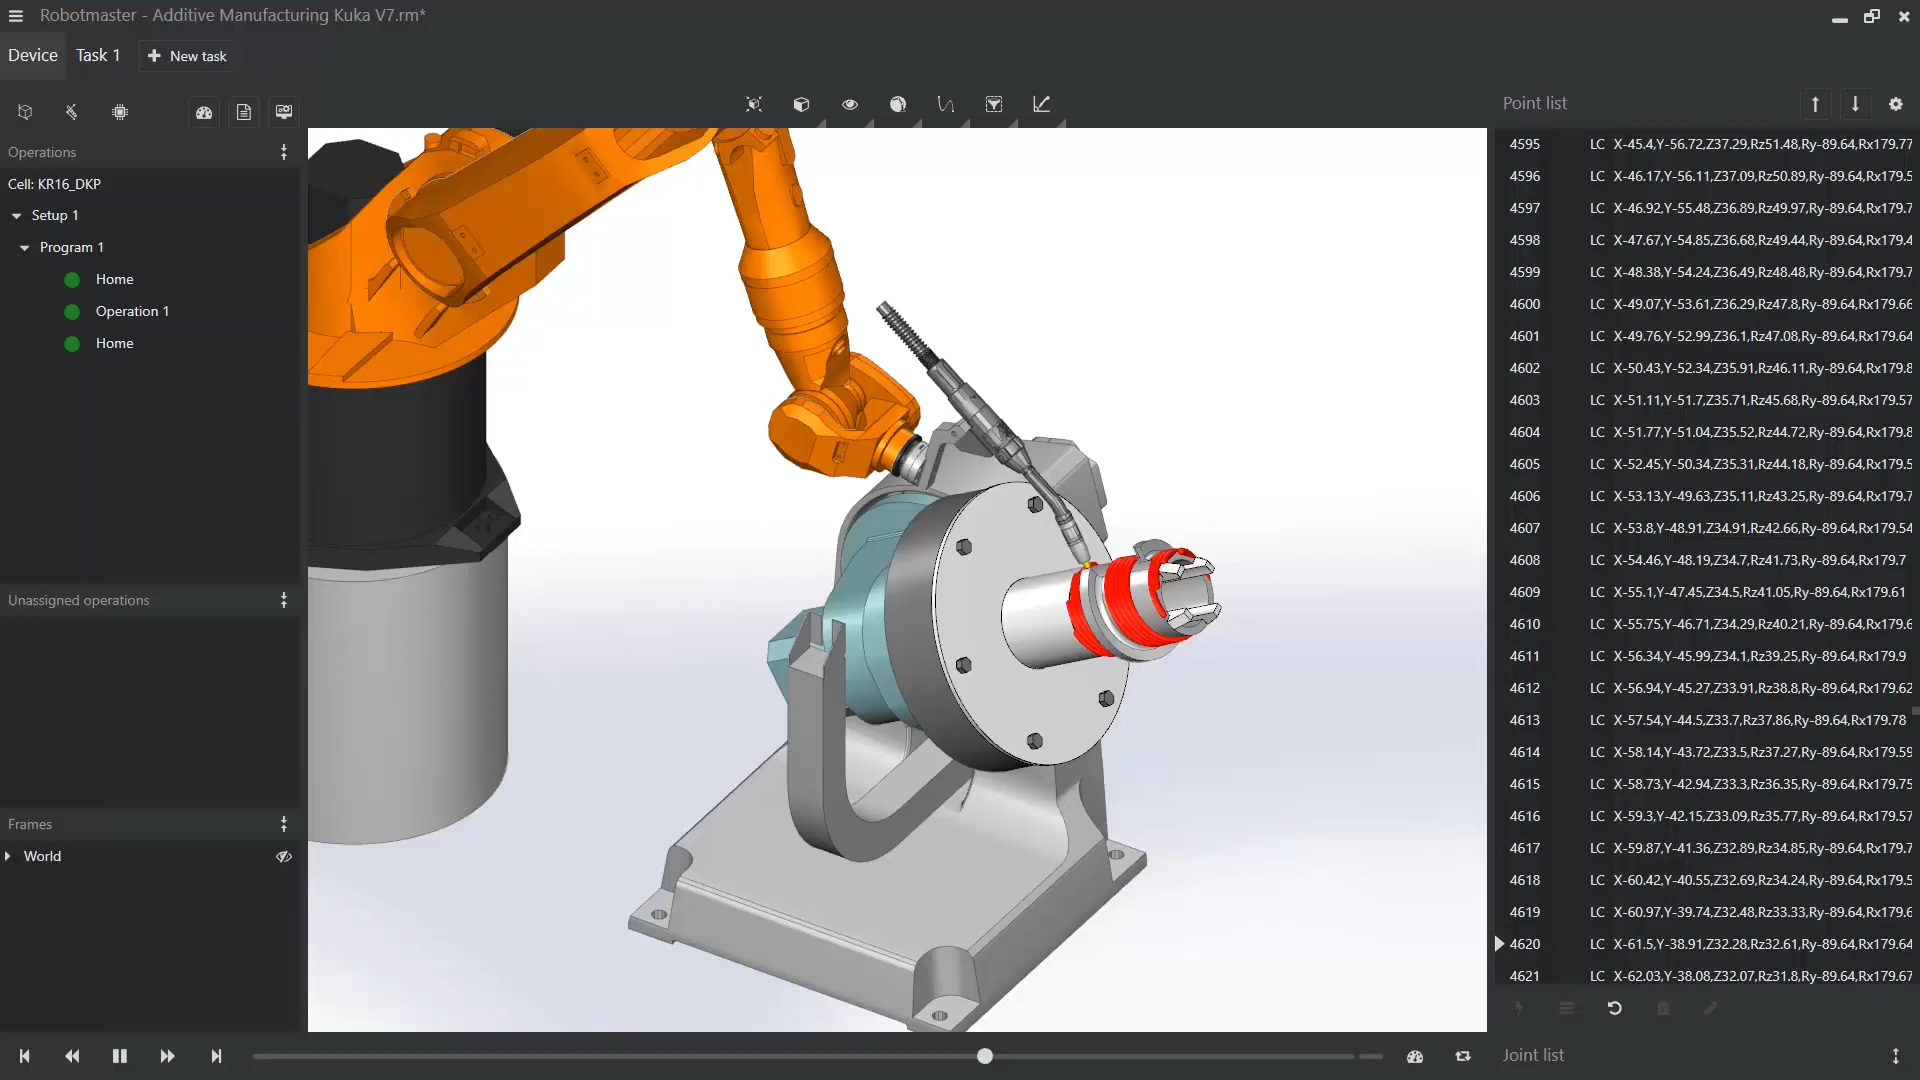 Robotmaster - Additive Manufacturing Kuka V7.rm*
Device Task 1 New task
Point list
Operations
Cell: KR16_DKP
Setup 1
Program 1
Home
Operation 1
Home
Unassigned operations
Frames
World
4595 LC X-45.4,Y-56.72,Z37.29,Rz51.48,Ry-89.64,Rx179.77
4596 LC X-46.17,Y-56.11,Z37.09,Rz50.89,Ry-89.64,Rx179.5
4597 LC X-46.92,Y-55.48,Z36.89,Rz49.97,Ry-89.64,Rx179.7
4598 LC X-47.67,Y-54.85,Z36.68,Rz49.44,Ry-89.64,Rx179.4
4599 LC X-48.38,Y-54.24,Z36.49,Rz48.48,Ry-89.64,Rx179.7
4600 LC X-49.07,Y-53.61,Z36.29,Rz47.8,Ry-89.64,Rx179.66
4601 LC X-49.76,Y-52.99,Z36.1,Rz47.08,Ry-89.64,Rx179.64
4602 LC X-50.43,Y-52.34,Z35.91,Rz46.11,Ry-89.64,Rx179.8
4603 LC X-51.11,Y-51.7,Z35.71,Rz45.68,Ry-89.64,Rx179.57
4604 LC X-51.77,Y-51.04,Z35.52,Rz44.72,Ry-89.64,Rx179.8
4605 LC X-52.45,Y-50.34,Z35.31,Rz44.18,Ry-89.64,Rx179.5
4606 LC X-53.13,Y-49.63,Z35.11,Rz43.25,Ry-89.64,Rx179.7
4607 LC X-53.8,Y-48.91,Z34.91,Rz42.66,Ry-89.64,Rx179.54
4608 LC X-54.46,Y-48.19,Z34.7,Rz41.73,Ry-89.64,Rx179.7
4609 LC X-55.1,Y-47.45,Z34.5,Rz41.05,Ry-89.64,Rx179.61
4610 LC X-55.75,Y-46.71,Z34.29,Rz40.21,Ry-89.64,Rx179.6
4611 LC X-56.34,Y-45.99,Z34.1,Rz39.25,Ry-89.64,Rx179.9
4612 LC X-56.94,Y-45.27,Z33.91,Rz38.8,Ry-89.64,Rx179.62
4613 LC X-57.54,Y-44.5,Z33.7,Rz37.86,Ry-89.64,Rx179.78
4614 LC X-58.14,Y-43.72,Z33.5,Rz37.27,Ry-89.64,Rx179.59
4615 LC X-58.73,Y-42.94,Z33.3,Rz36.35,Ry-89.64,Rx179.75
4616 LC X-59.3,Y-42.15,Z33.09,Rz35.77,Ry-89.64,Rx179.57
4617 LC X-59.87,Y-41.36,Z32.89,Rz34.85,Ry-89.64,Rx179.7
4618 LC X-60.42,Y-40.55,Z32.69,Rz34.24,Ry-89.64,Rx179.5
4619 LC X-60.97,Y-39.74,Z32.48,Rz33.33,Ry-89.64,Rx179.6
4620 LC X-61.5,Y-38.91,Z32.28,Rz32.61,Ry-89.64,Rx179.64
4621 LC X-62.03,Y-38.08,Z32.07,Rz31.8,Ry-89.64,Rx179.67
Joint list